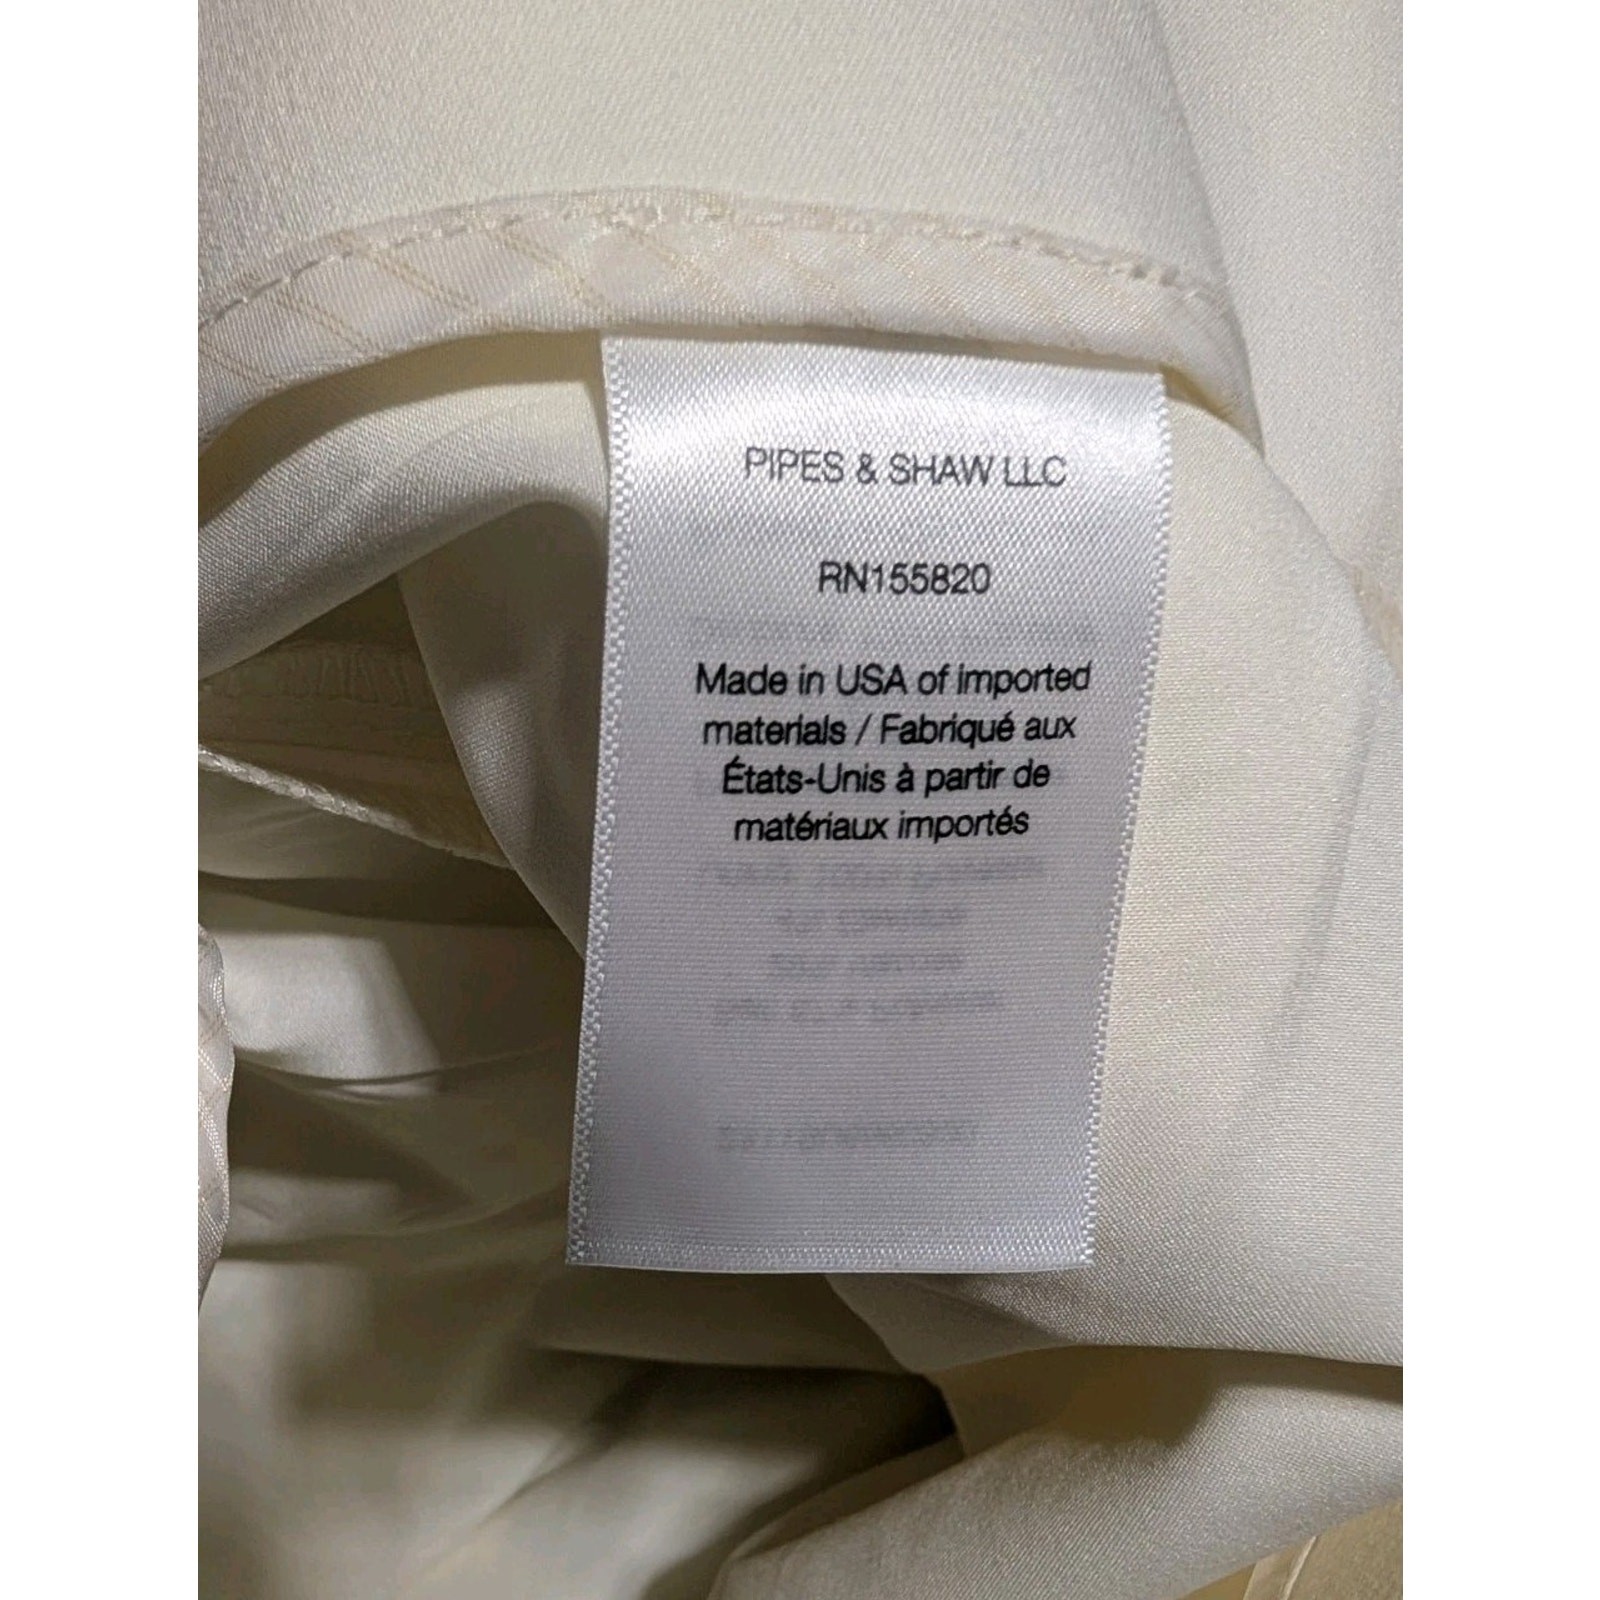 PIPES & SHAW LLC
RN155820
Made in USA of imported
materials / Fabriqué aux
États-Unis à partir de
matériaux importés